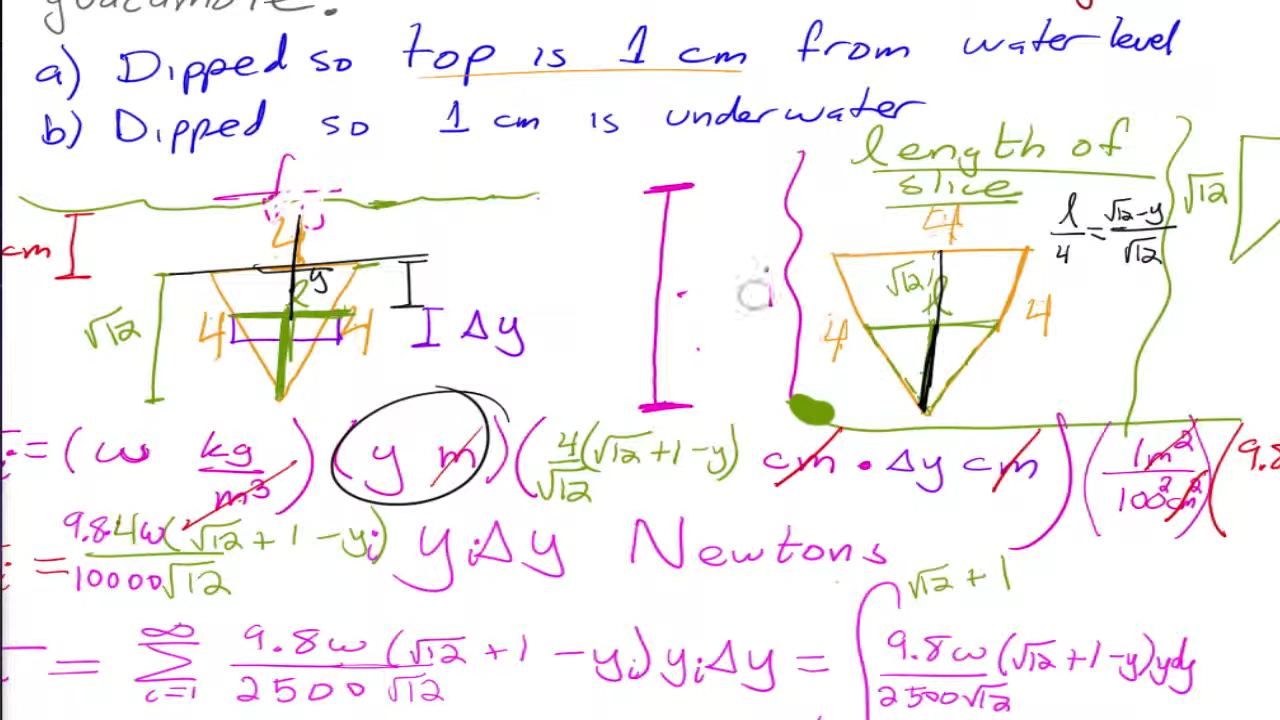 guacamole.
a) Dipped so top is 1 cm from water level
b) Dipped so 1 cm is underwater
length of
slice
4
l/4 = (√12 - y)/√12
√12
cm
4
y
l
√12
4
4
Δy
√12
l
4
4
= (ω kg/m³)(y m)(4/√12 (√12 + 1 - y) cm · Δy cm)(1m²/100²cm²)(9.8
= 9.8·4ω(√12 + 1 - yᵢ)/10000√12 yᵢΔy Newtons
= ∞ Σ i=1 9.8ω/2500√12 (√12 + 1 - yᵢ)yᵢΔy = ∫ √12 + 1 9.8ω/2500√12 (√12 + 1 - y)ydy